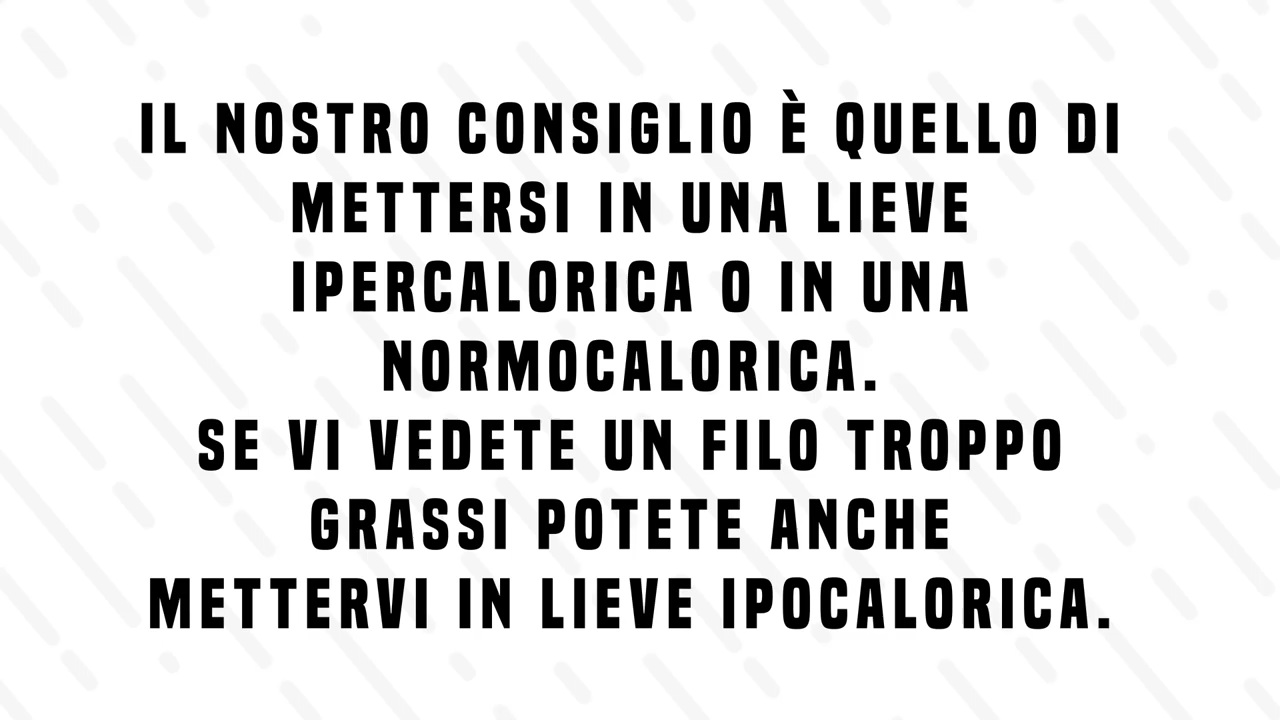 IL NOSTRO CONSIGLIO È QUELLO DI
METTERSI IN UNA LIEVE
IPERCALORICA O IN UNA
NORMOCALORICA.
SE VI VEDETE UN FILO TROPPO
GRASSI POTETE ANCHE
METTERVI IN LIEVE IPOCALORICA.